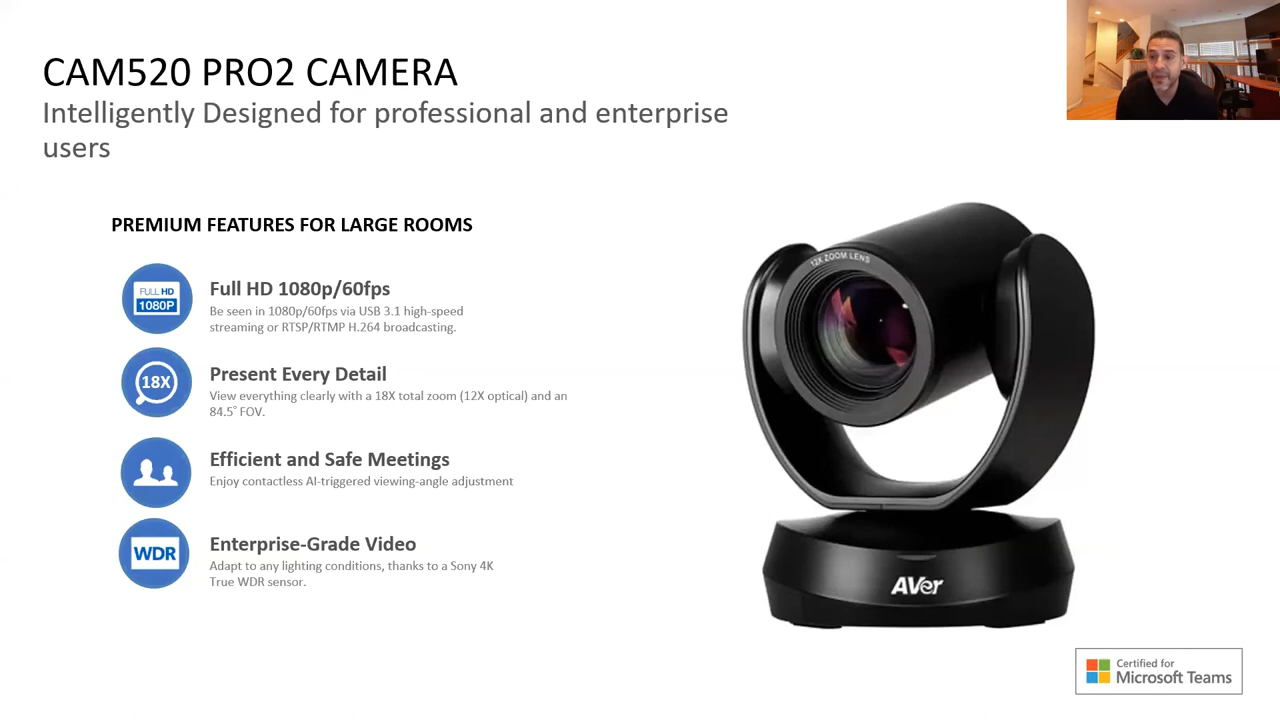 CAM520 PRO2 CAMERA
Intelligently Designed for professional and enterprise
users
PREMIUM FEATURES FOR LARGE ROOMS
FULL HD
1080P
Full HD 1080p/60fps
Be seen in 1080p/60fps via USB 3.1 high-speed
streaming or RTSP/RTMP H.264 broadcasting.
18X
Present Every Detail
View everything clearly with a 18X total zoom (12X optical) and an
84.5° FOV.
Efficient and Safe Meetings
Enjoy contactless AI-triggered viewing-angle adjustment
WDR
Enterprise-Grade Video
Adapt to any lighting conditions, thanks to a Sony 4K
True WDR sensor.
12X ZOOM LENS
AVer
Certified for
Microsoft Teams